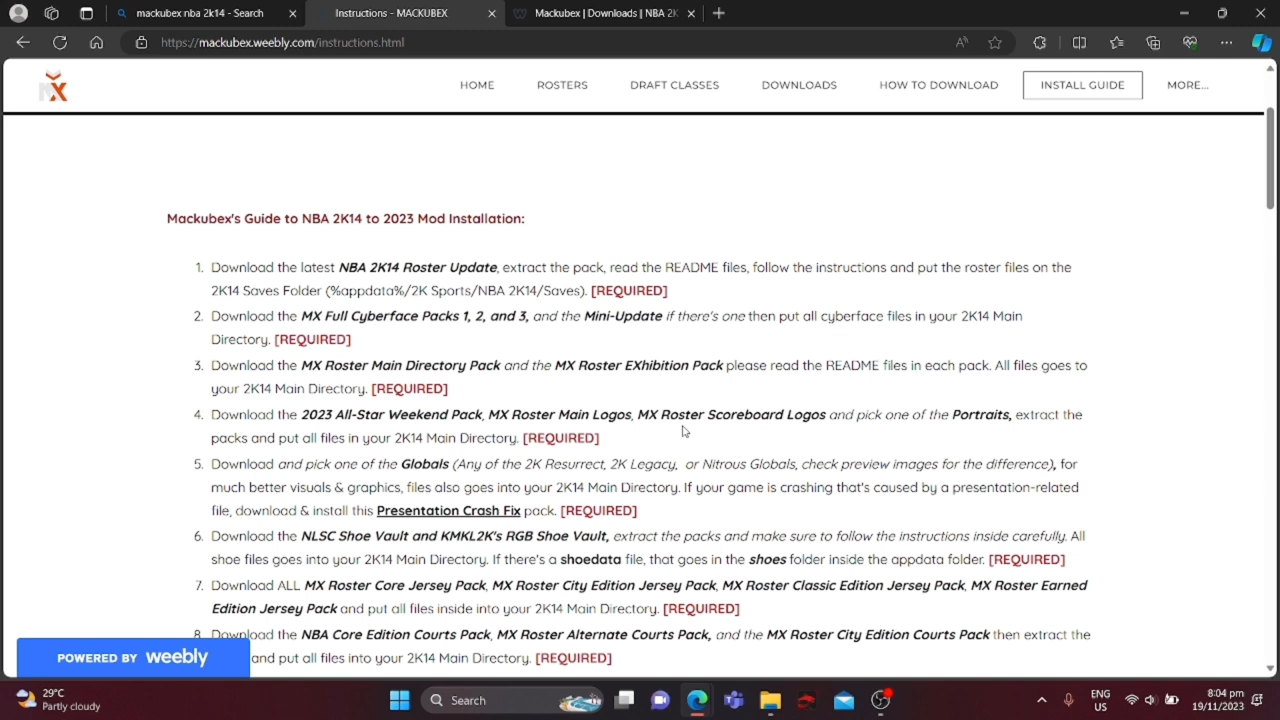 mackubex nba 2k14 - Search
Instructions - MACKUBEX
Mackubex | Downloads || NBA 2K
https://mackubex.weebly.com/instructions.html
MX
HOME
ROSTERS
DRAFT CLASSES
DOWNLOADS
HOW TO DOWNLOAD
INSTALL GUIDE
MORE...
Mackubex's Guide to NBA 2K14 to 2023 Mod Installation:
1. Download the latest NBA 2K14 Roster Update, extract the pack, read the README files, follow the instructions and put the roster files on the
2K14 Saves Folder (%appdata%/2K Sports/NBA 2K14/Saves). [REQUIRED]
2. Download the MX Full Cyberface Packs 1, 2, and 3, and the Mini-Update if there's one then put all cyberface files in your 2K14 Main
Directory. [REQUIRED]
3. Download the MX Roster Main Directory Pack and the MX Roster EXhibition Pack please read the README files in each pack. All files goes to
your 2K14 Main Directory. [REQUIRED]
4. Download the 2023 All-Star Weekend Pack, MX Roster Main Logos, MX Roster Scoreboard Logos and pick one of the Portraits, extract the
packs and put all files in your 2K14 Main Directory. [REQUIRED]
5. Download and pick one of the Globals (Any of the 2K Resurrect, 2K Legacy, or Nitrous Globals, check preview images for the difference), for
much better visuals & graphics, files also goes into your 2K14 Main Directory. If your game is crashing that's caused by a presentation-related
file, download & install this Presentation Crash Fix pack. [REQUIRED]
6. Download the NLSC Shoe Vault and KMKL2K's RGB Shoe Vault, extract the packs and make sure to follow the instructions inside carefully. All
shoe files goes into your 2K14 Main Directory. If there's a shoedata file, that goes in the shoes folder inside the appdata folder. [REQUIRED]
7. Download ALL MX Roster Core Jersey Pack, MX Roster City Edition Jersey Pack, MX Roster Classic Edition Jersey Pack, MX Roster Earned
Edition Jersey Pack and put all files inside into your 2K14 Main Directory. [REQUIRED]
8. Download the NBA Core Edition Courts Pack, MX Roster Alternate Courts Pack, and the MX Roster City Edition Courts Pack then extract the
and put all files into your 2K14 Main Directory. [REQUIRED]
POWERED BY weebly
29°C
Partly cloudy
Search
ENG
US
8:04 pm
19/11/2023